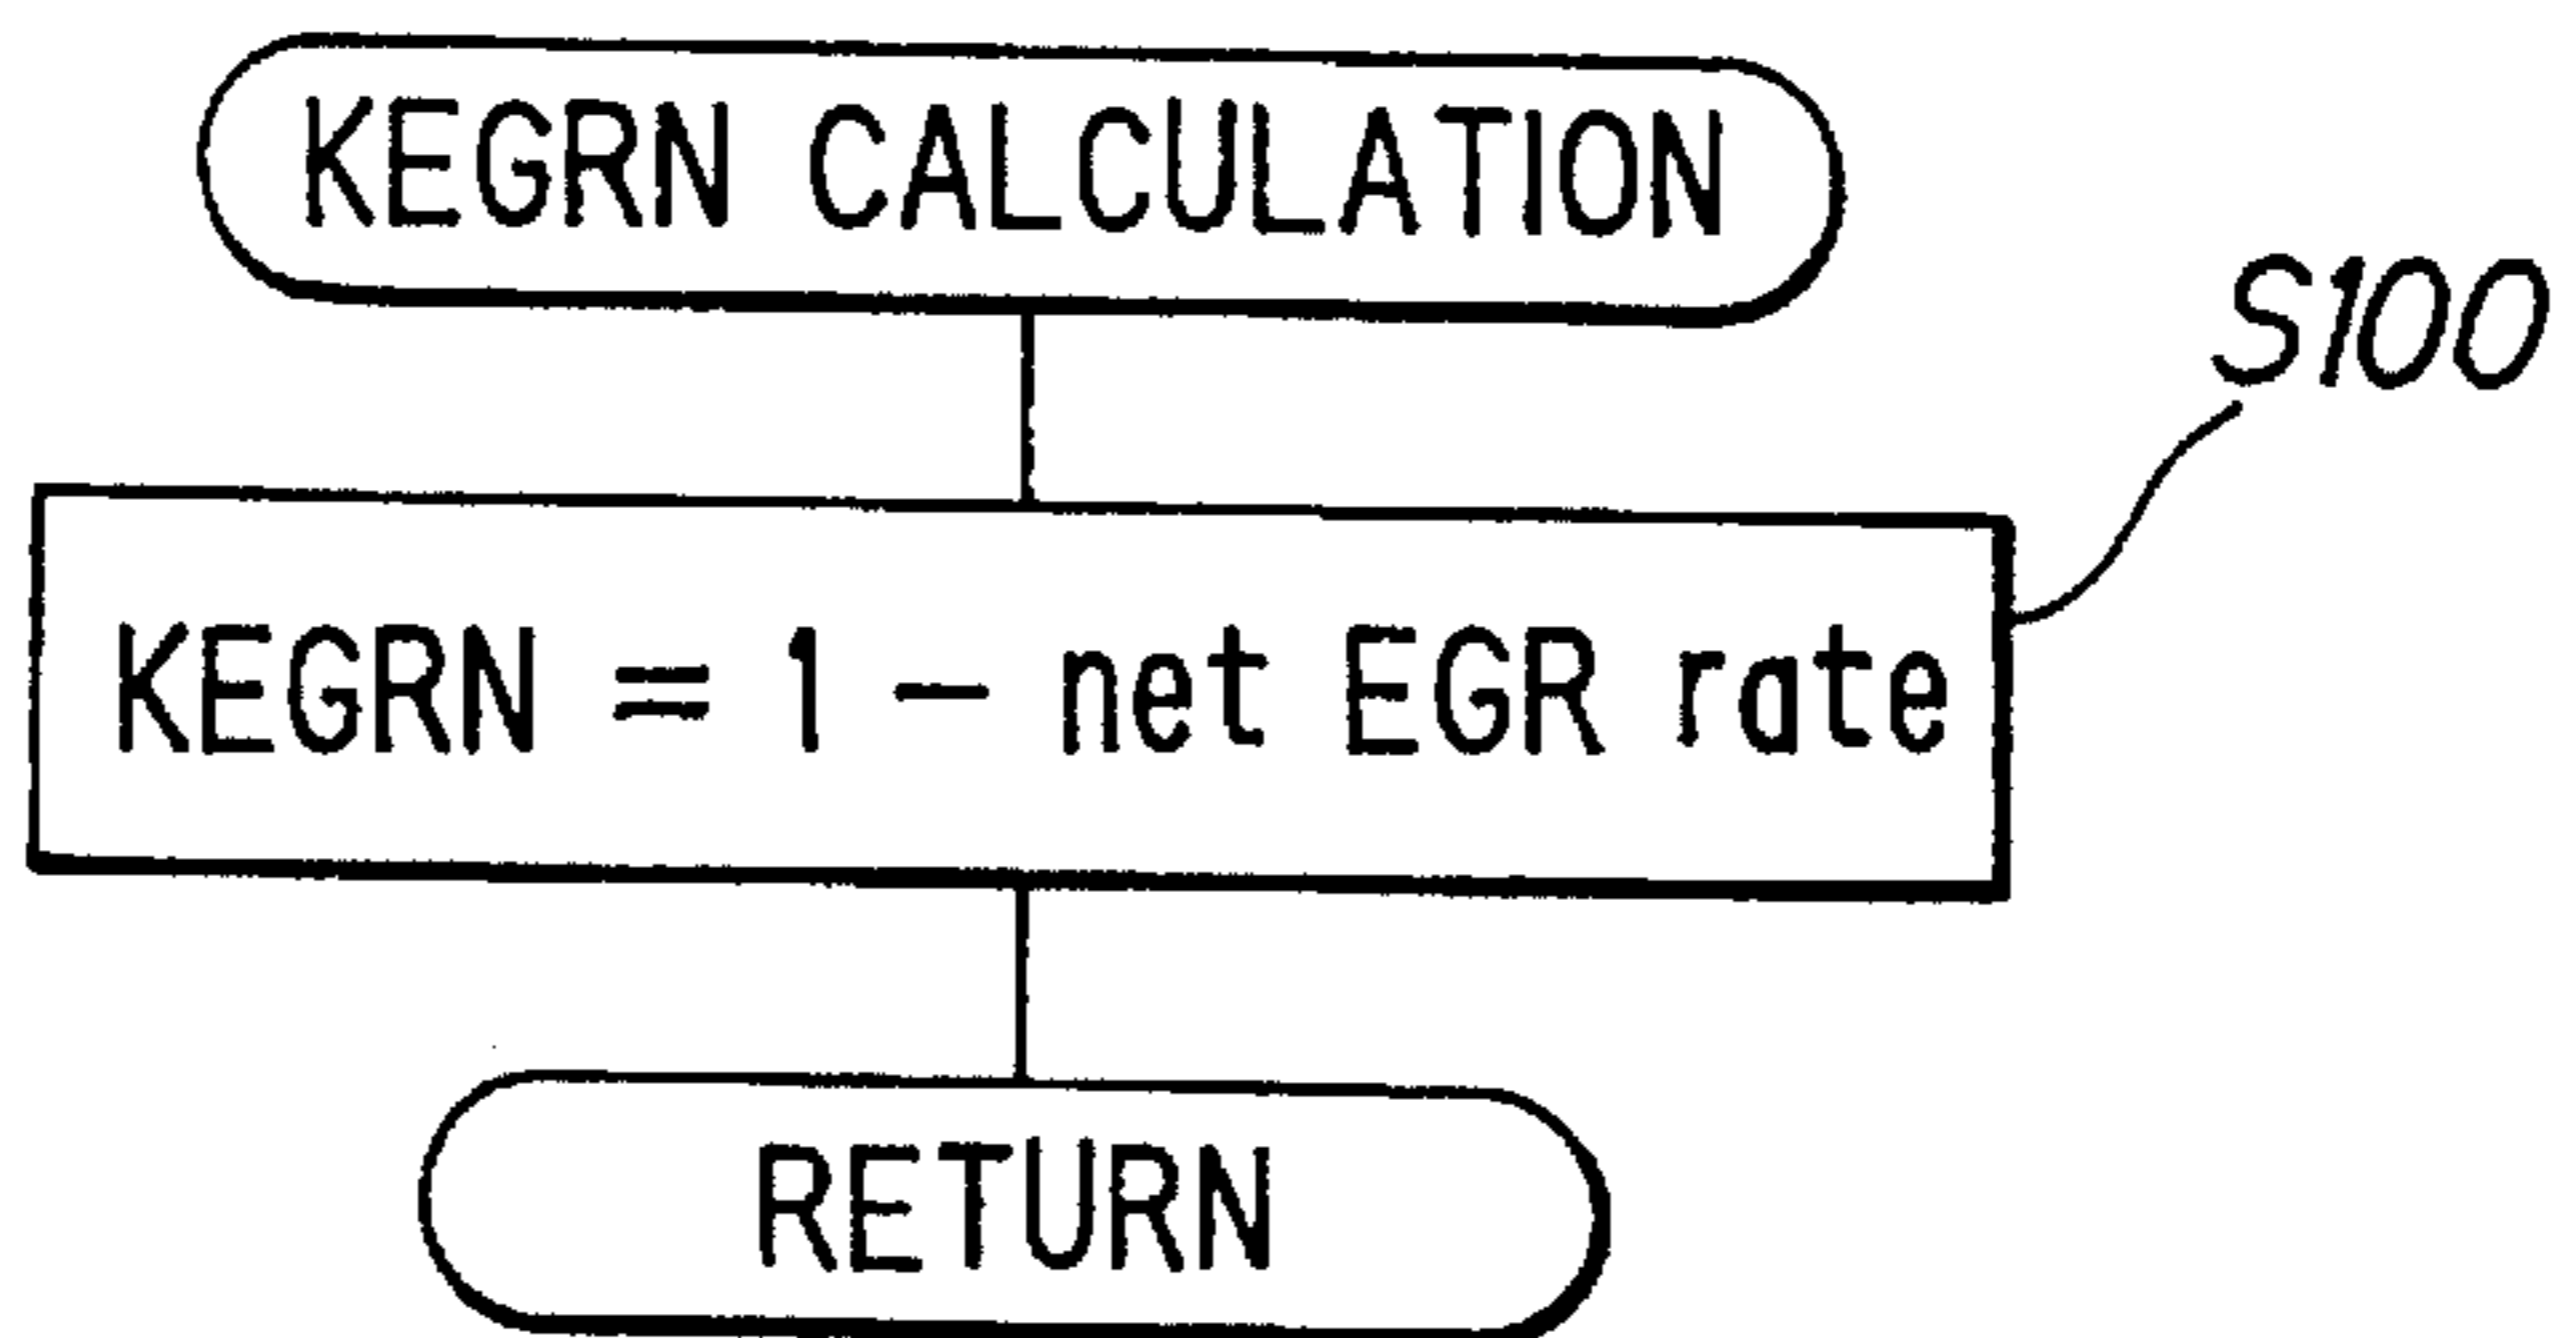 KEGRN CALCULATION
S100
KEGRN = 1 – net EGR rate
RETURN